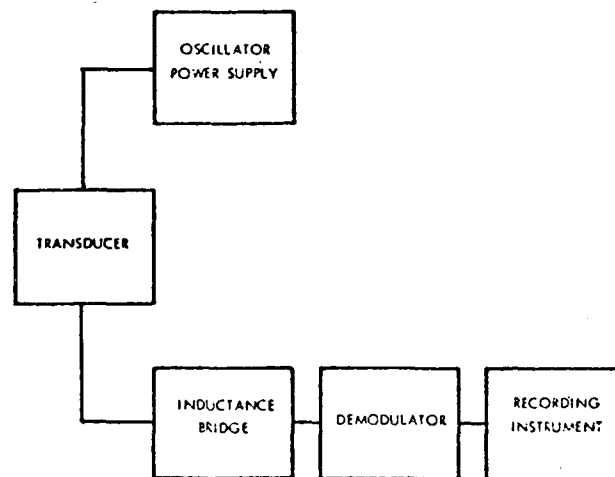 OSCILLATOR
POWER SUPPLY
TRANSDUCER
INDUCTANCE
BRIDGE
DEMODULATOR
RECORDING
INSTRUMENT